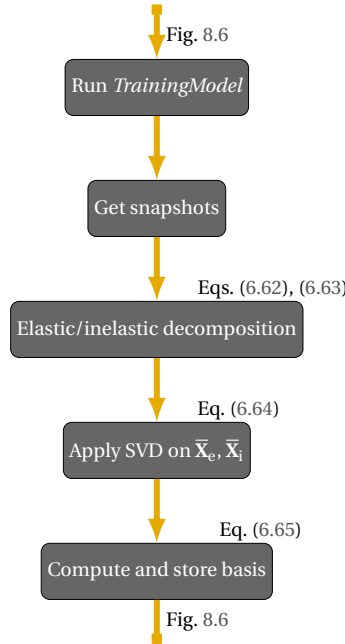 Fig. 8.6
Run TrainingModel
Get snapshots
Eqs. (6.62), (6.63)
Elastic/inelastic decomposition
Eq. (6.64)
Apply SVD on X̅ₑ, X̅ᵢ
Eq. (6.65)
Compute and store basis
Fig. 8.6